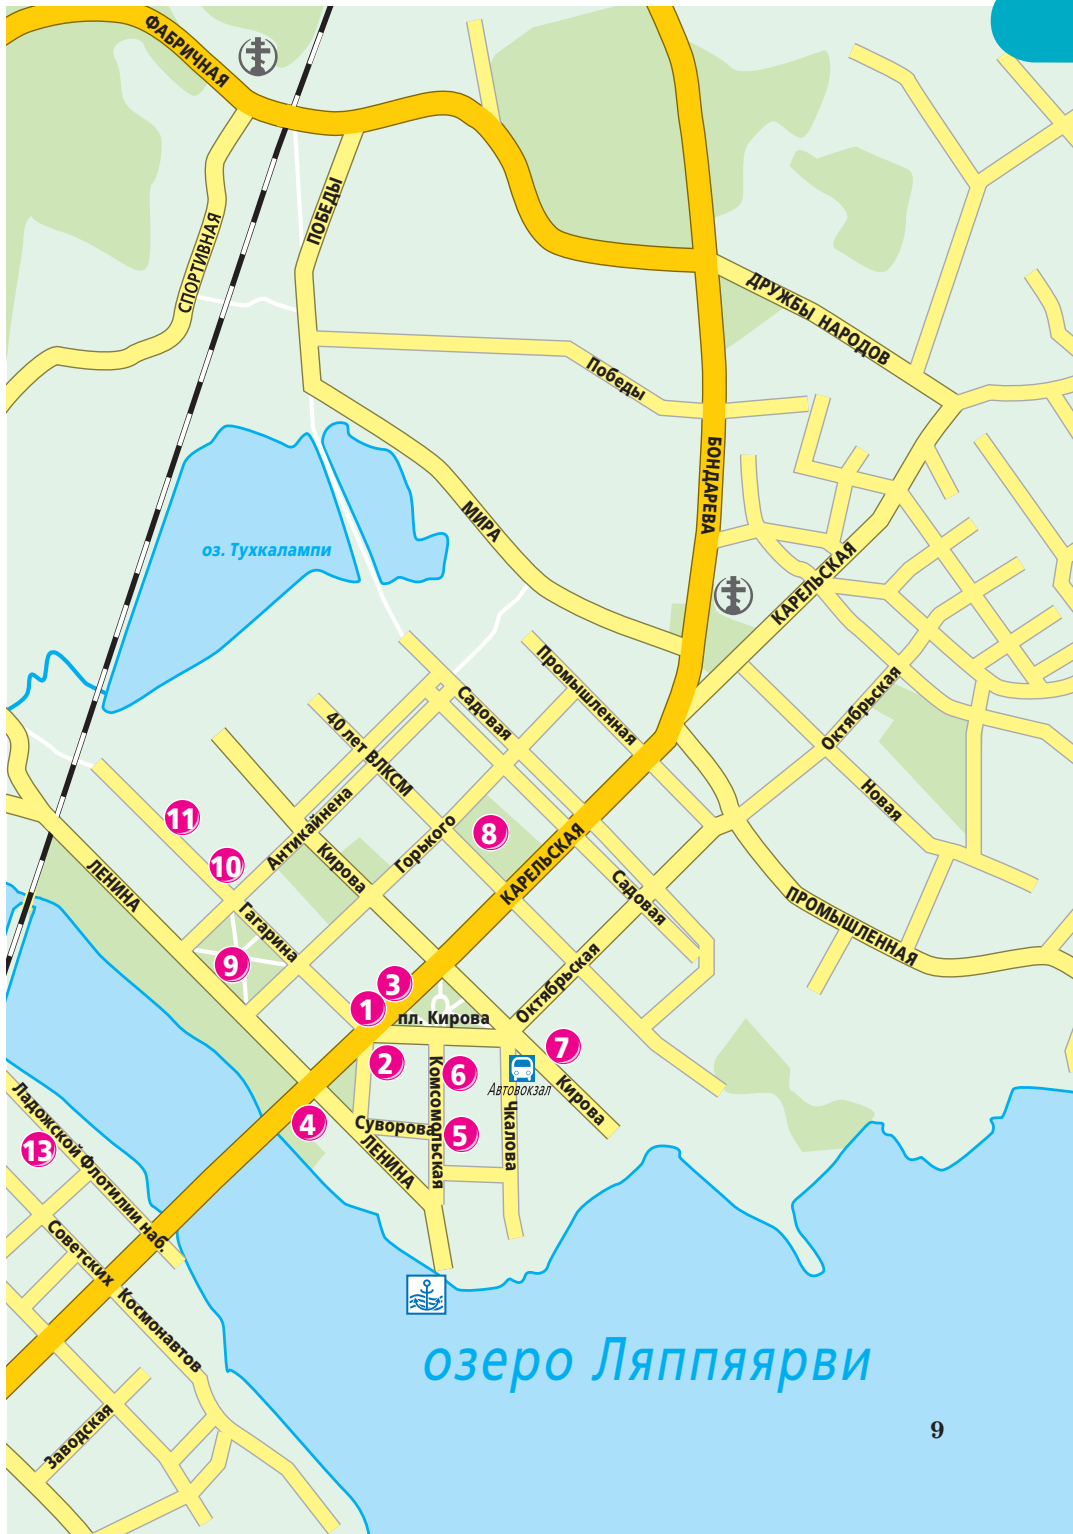 ФАБРИЧНАЯ
ПОБЕДЫ
СПОРТИВНАЯ
ДРУЖБЫ НАРОДОВ
Победы
БОНДАРЕВА
МИРА
оз. Тухкалампи
КАРЕЛЬСКАЯ
Промышленная
Садовая
Октябрьская
40 лет ВЛКСМ
Новая
Антикайнена
11
Горького
8
КАРЕЛЬСКАЯ
10
Кирова
ЛЕНИНА
Садовая
ПРОМЫШЛЕННАЯ
Гагарина
9
Октябрьская
3
1
пл. Кирова
7
2
6
Автовокзал
Комсомольская
Кирова
Чкалова
4
Суворова
5
ЛЕНИНА
13
Ладожской Флотилии наб.
Советских Космонавтов
озеро Ляппяярви
Заводская
9